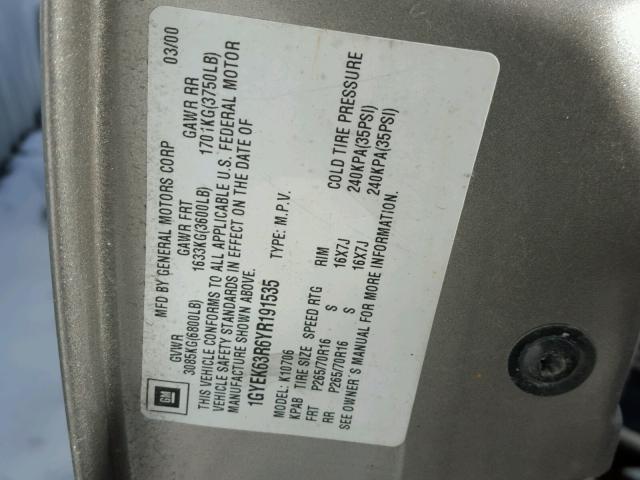 GM
MFD BY GENERAL MOTORS CORP 03/00
GVWR GAWR FRT GAWR RR
3085KG(6800LB) 1633KG(3600LB) 1701KG(3750LB)
THIS VEHICLE CONFORMS TO ALL APPLICABLE U.S. FEDERAL MOTOR
VEHICLE SAFETY STANDARDS IN EFFECT ON THE DATE OF
MANUFACTURE SHOWN ABOVE.
1GYEK63R6YR191535 TYPE: M.P.V.
MODEL: K10706
KPAB TIRE SIZE SPEED RTG RIM COLD TIRE PRESSURE
FRT P265/70R16 S 16X7J 240KPA(35PSI)
RR P265/70R16 S 16X7J 240KPA(35PSI)
SEE OWNER'S MANUAL FOR MORE INFORMATION.